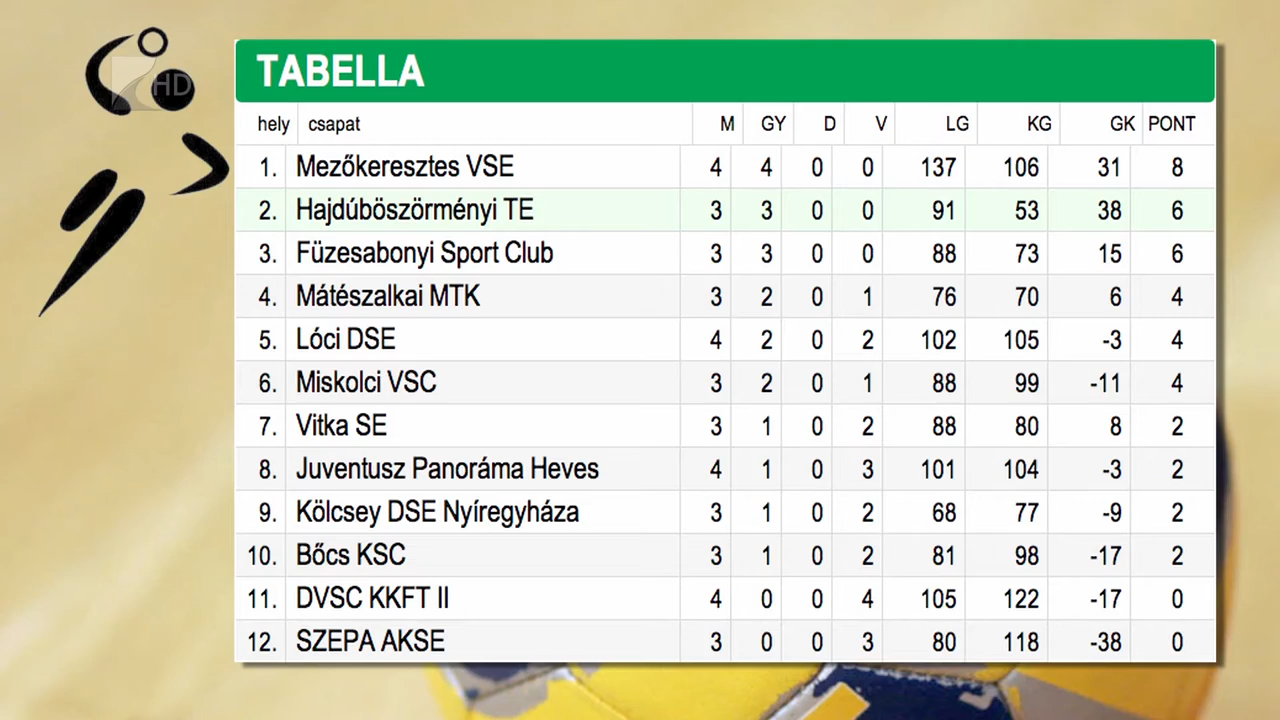 HD
TABELLA
hely csapat M GY D V LG KG GK PONT
1. Mezőkeresztes VSE 4 4 0 0 137 106 31 8
2. Hajdúböszörményi TE 3 3 0 0 91 53 38 6
3. Füzesabonyi Sport Club 3 3 0 0 88 73 15 6
4. Mátészalkai MTK 3 2 0 1 76 70 6 4
5. Lóci DSE 4 2 0 2 102 105 -3 4
6. Miskolci VSC 3 2 0 1 88 99 -11 4
7. Vitka SE 3 1 0 2 88 80 8 2
8. Juventusz Panoráma Heves 4 1 0 3 101 104 -3 2
9. Kölcsey DSE Nyíregyháza 3 1 0 2 68 77 -9 2
10. Bőcs KSC 3 1 0 2 81 98 -17 2
11. DVSC KKFT II 4 0 0 4 105 122 -17 0
12. SZEPA AKSE 3 0 0 3 80 118 -38 0